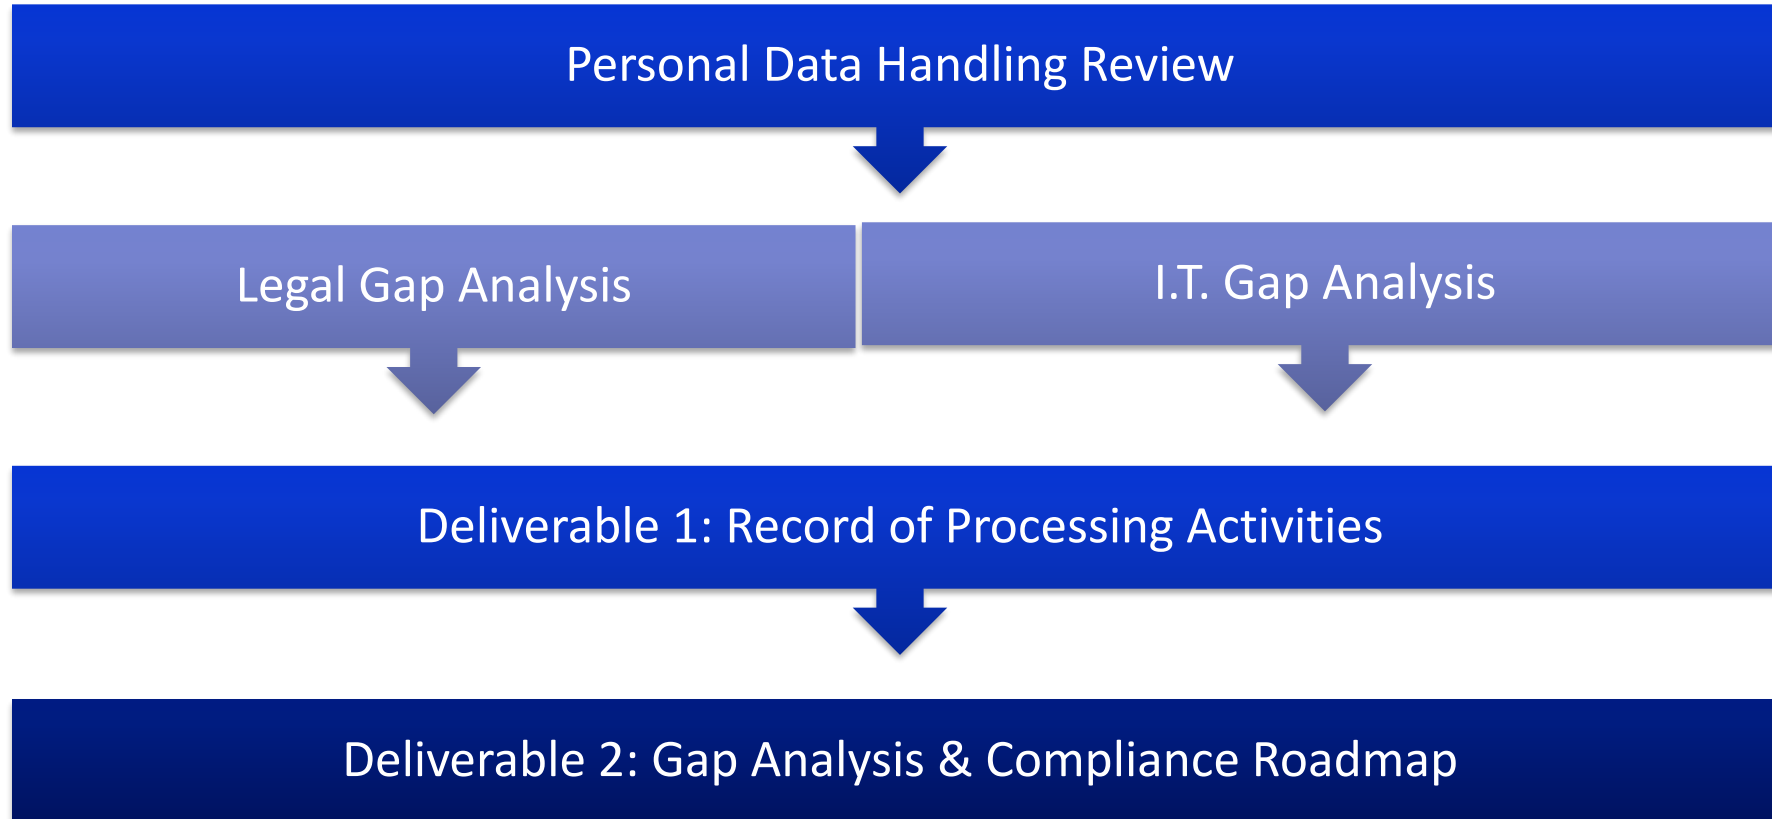 Personal Data Handling Review
Legal Gap Analysis
I.T. Gap Analysis
Deliverable 1: Record of Processing Activities
Deliverable 2: Gap Analysis & Compliance Roadmap